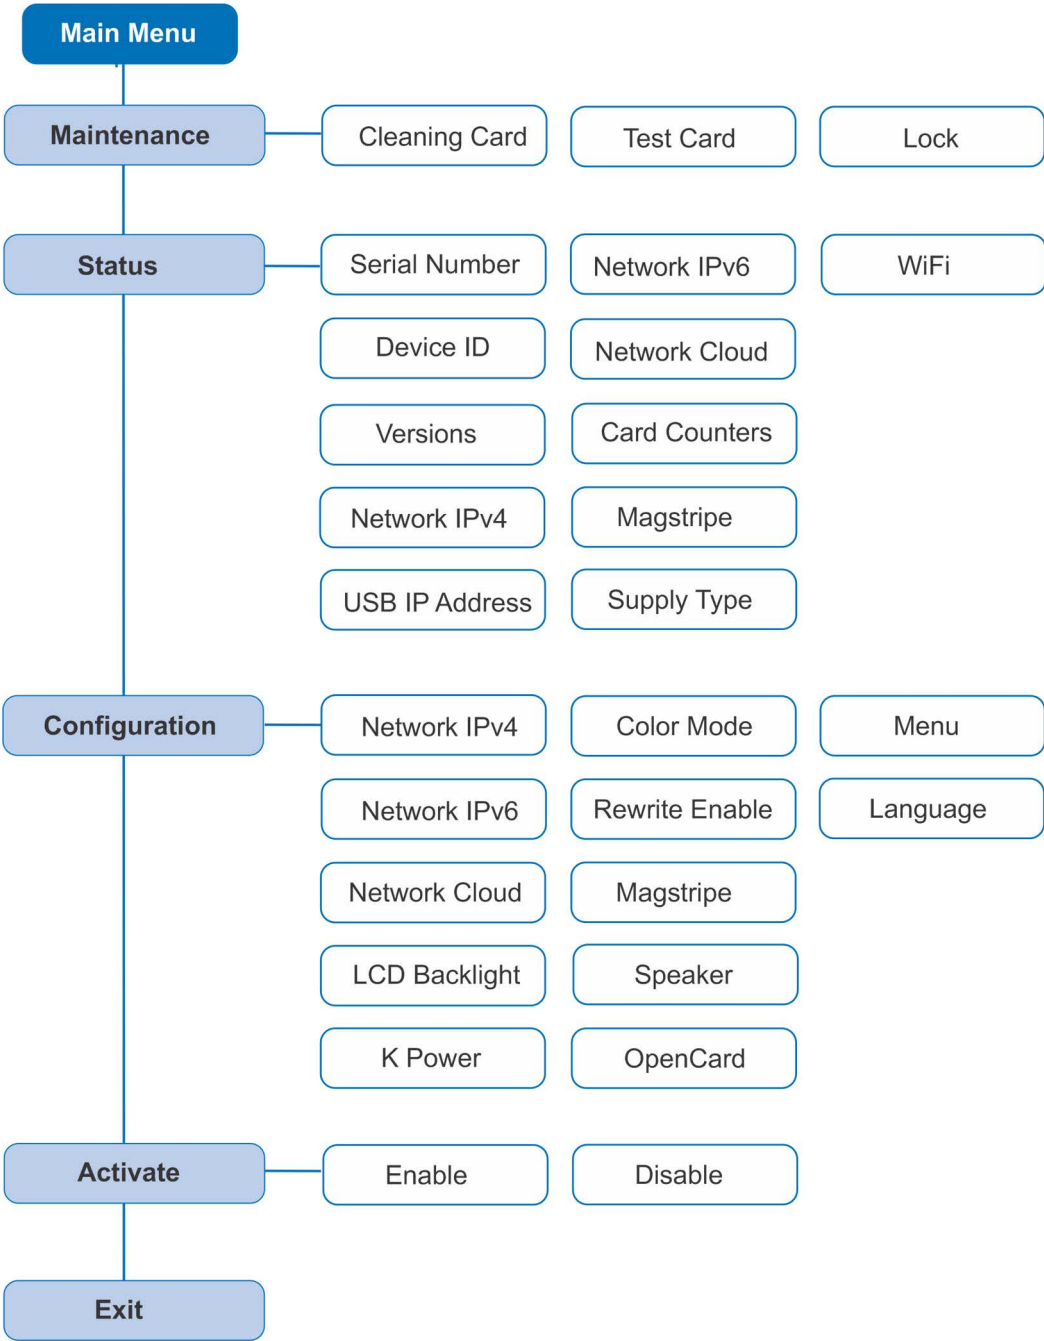 Main Menu
Maintenance
Cleaning Card
Test Card
Lock
Status
Serial Number
Network IPv6
WiFi
Device ID
Network Cloud
Versions
Card Counters
Network IPv4
Magstripe
USB IP Address
Supply Type
Configuration
Network IPv4
Color Mode
Menu
Network IPv6
Rewrite Enable
Language
Network Cloud
Magstripe
LCD Backlight
Speaker
K Power
OpenCard
Activate
Enable
Disable
Exit